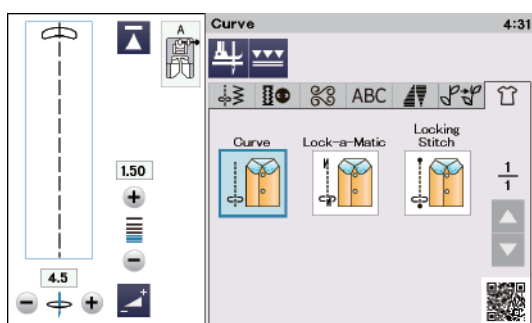 A
1.50
4.5
Curve 4:31
ABC
Curve
Lock-a-Matic
Locking
Stitch
1
1